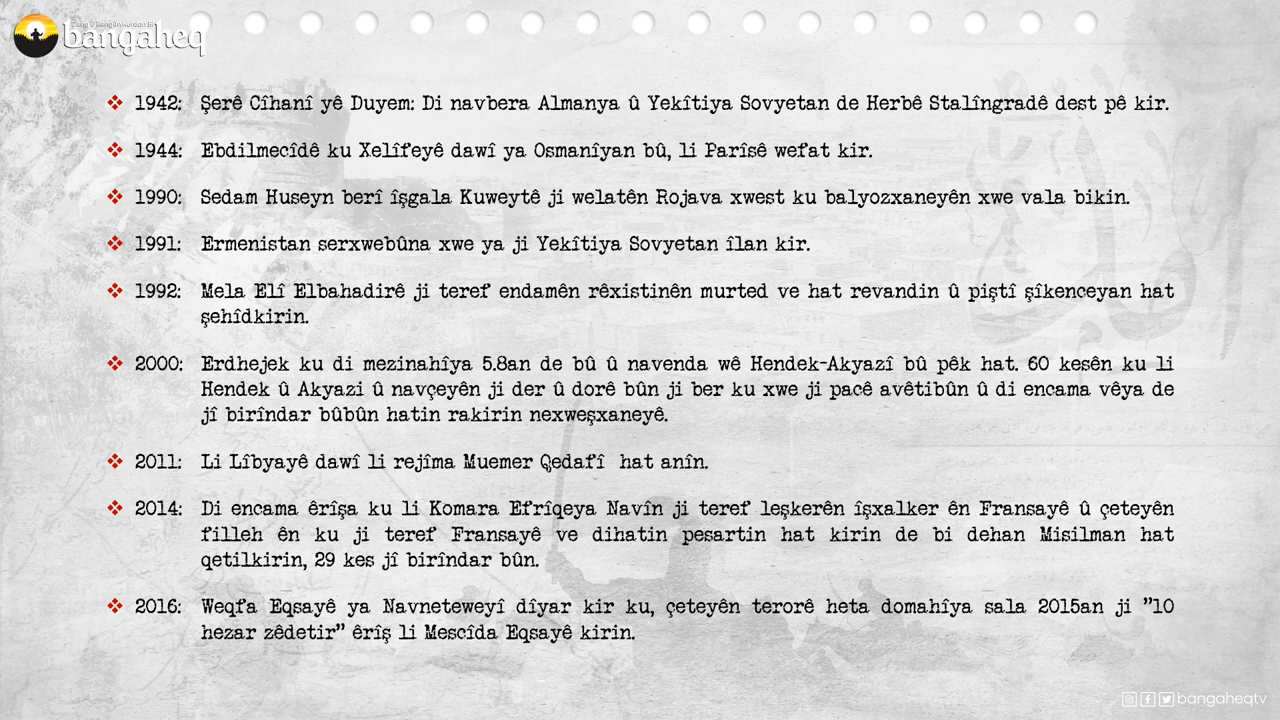 Deng û Rengên Kurdan Bi
bangaheq
1942: Şerê Cîhanî yê Duyem: Di navbera Almanya û Yekîtiya Sovyetan de Herbê Stalîngradê dest pê kir.
1944: Ebdilmecîdê ku Xelîfeyê dawî ya Osmanîyan bû, li Parîsê wefat kir.
1990: Sedam Huseyn berî îşgala Kuweytê ji welatên Rojava xwest ku balyozxaneyên xwe vala bikin.
1991: Ermenistan serxwebûna xwe ya ji Yekîtiya Sovyetan îlan kir.
1992: Mela Elî Elbahadirê ji teref endamên rêxistinên murted ve hat revandin û piştî şîkenceyan hat
şehîdkirin.
2000: Erdhejek ku di mezinahîya 5.8an de bû û navenda wê Hendek-Akyazî bû pêk hat. 60 kesên ku li
Hendek û Akyazi û navçeyên ji der û dorê bûn ji ber ku xwe ji pacê avêtibûn û di encama vêya de
jî birîndar bûbûn hatin rakirin nexweşxaneyê.
2011: Li Lîbyayê dawî li rejîma Muemer Qedafî hat anîn.
2014: Di encama êrîşa ku li Komara Efrîqeya Navîn ji teref leşkerên îşxalker ên Fransayê û çeteyên
filleh ên ku ji teref Fransayê ve dihatin pesartin hat kirin de bi dehan Misilman hat
qetilkirin, 29 kes jî birîndar bûn.
2016: Weqfa Eqsayê ya Navneteweyî dîyar kir ku, çeteyên terorê heta domahîya sala 2015an ji ”10
hezar zêdetir” êrîş li Mescîda Eqsayê kirin.
bangaheqtv